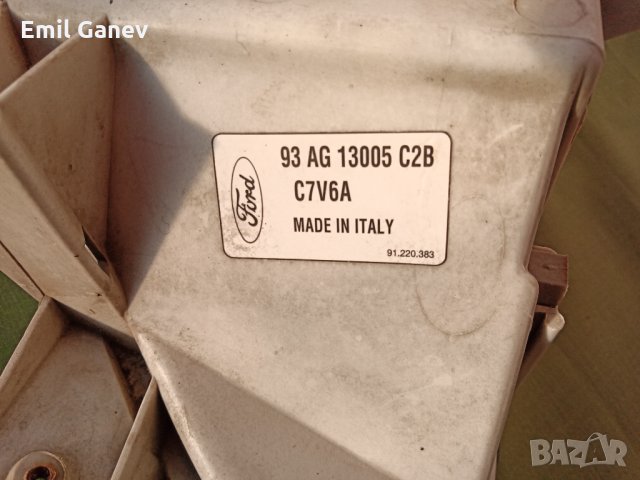 Emil Ganev
93 AG 13005 C2B
C7V6A
Ford
MADE IN ITALY
91.220.383
BAZAR